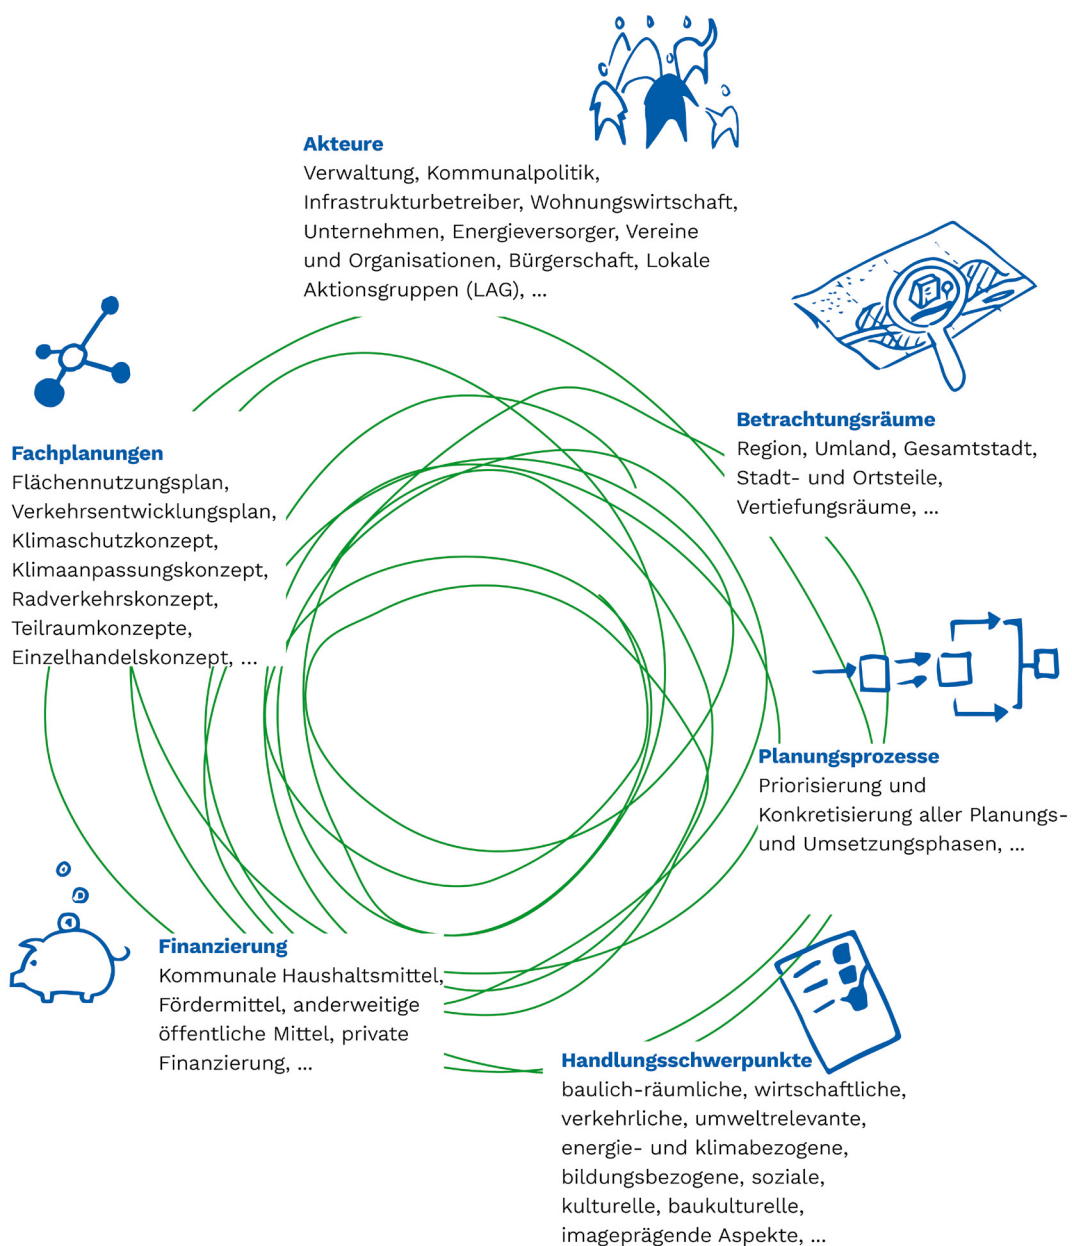 Akteure
Verwaltung, Kommunalpolitik,
Infrastrukturbetreiber, Wohnungswirtschaft,
Unternehmen, Energieversorger, Vereine
und Organisationen, Bürgerschaft, Lokale
Aktionsgruppen (LAG), ...
Betrachtungsräume
Region, Umland, Gesamtstadt,
Stadt- und Ortsteile,
Vertiefungsräume, ...
Fachplanungen
Flächennutzungsplan,
Verkehrsentwicklungsplan,
Klimaschutzkonzept,
Klimaanpassungskonzept,
Radverkehrskonzept,
Teilraumkonzepte,
Einzelhandelskonzept, ...
Planungsprozesse
Priorisierung und
Konkretisierung aller Planungs-
und Umsetzungsphasen, ...
Finanzierung
Kommunale Haushaltsmittel,
Fördermittel, anderweitige
öffentliche Mittel, private
Finanzierung, ...
Handlungsschwerpunkte
baulich-räumliche, wirtschaftliche,
verkehrliche, umweltrelevante,
energie- und klimabezogene,
bildungsbezogene, soziale,
kulturelle, baukulturelle,
imageprägende Aspekte, ...